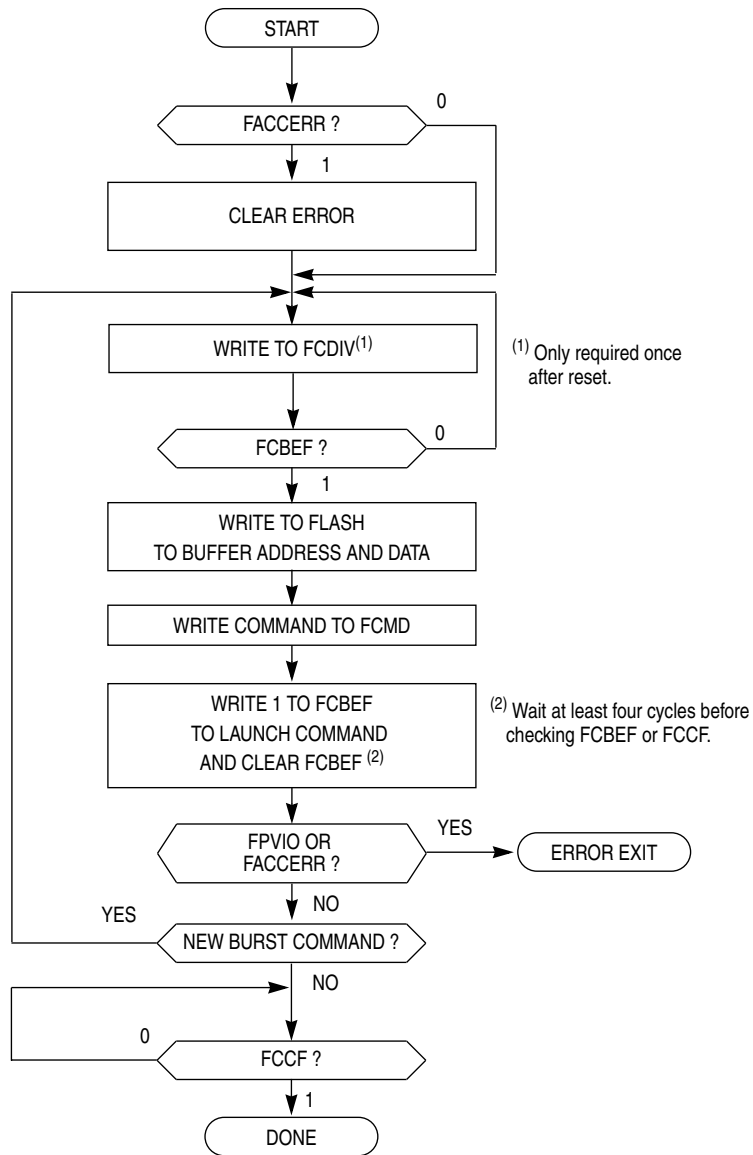 START
FACCERR ?
0
1
CLEAR ERROR
WRITE TO FCDIV(1)
(1) Only required once
after reset.
FCBEF ?
0
1
WRITE TO FLASH
TO BUFFER ADDRESS AND DATA
WRITE COMMAND TO FCMD
WRITE 1 TO FCBEF
TO LAUNCH COMMAND
AND CLEAR FCBEF (2)
(2) Wait at least four cycles before
checking FCBEF or FCCF.
FPVIO OR
FACCERR ?
YES
ERROR EXIT
NO
YES
NEW BURST COMMAND ?
NO
0
FCCF ?
1
DONE